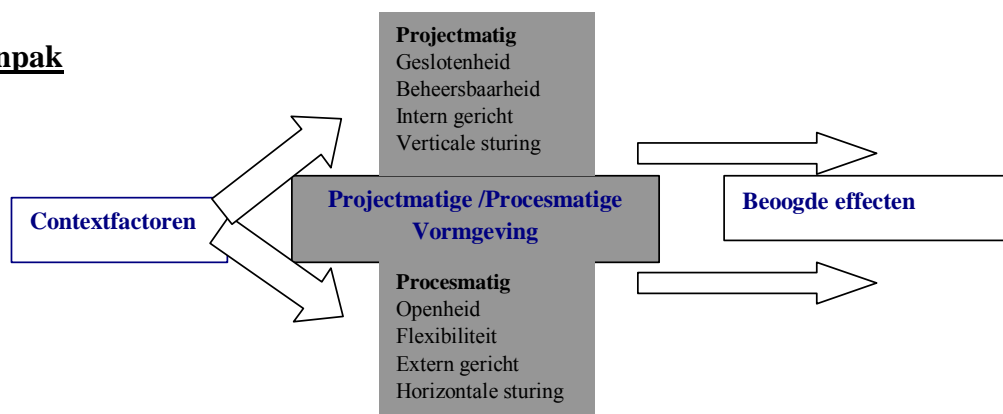 npak
Projectmatig
Geslotenheid
Beheersbaarheid
Intern gericht
Verticale sturing
Contextfactoren
Projectmatige /Procesmatige
Vormgeving
Beoogde effecten
Procesmatig
Openheid
Flexibiliteit
Extern gericht
Horizontale sturing